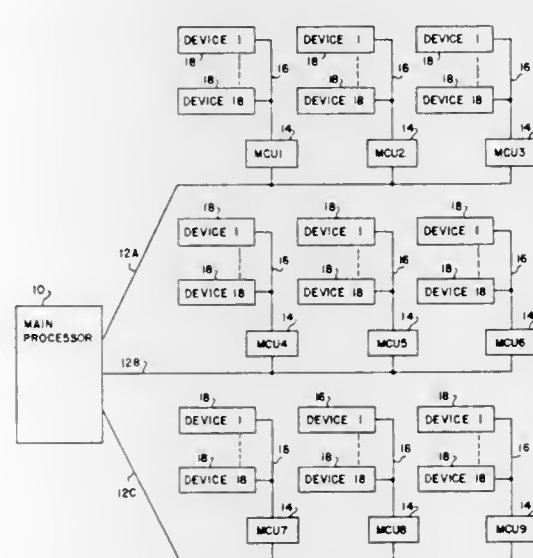 DEVICE 1 DEVICE 1 DEVICE 1
18 18 18
16 16 16
18 18 18
DEVICE 18 DEVICE 18 DEVICE 18
14 14 14
MCU1 MCU2 MCU3
12A
18 18 18
DEVICE 1 DEVICE 1 DEVICE 1
16 16 16
18 18 18
DEVICE 18 DEVICE 18 DEVICE 18
10
MAIN
PROCESSOR
14 14 14
MCU4 MCU5 MCU6
12B
18 16 18
DEVICE 1 DEVICE 1 DEVICE 1
16 16 16
18 18 18
DEVICE 18 DEVICE 18 DEVICE 18
12C
14 14 14
MCU7 MCU8 MCU9